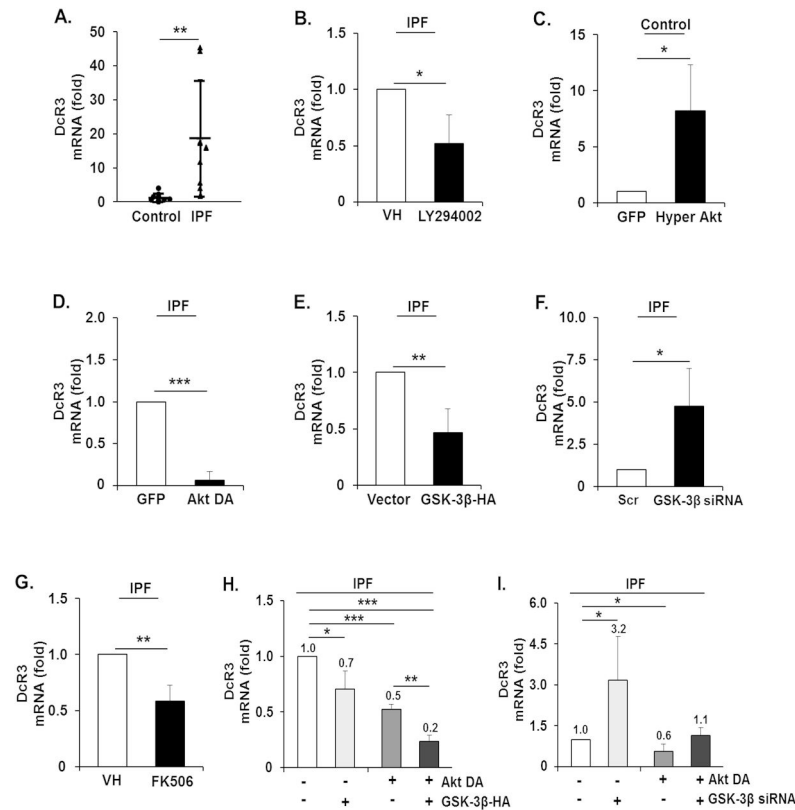 A.
**
DcR3
mRNA (fold)
50
40
30
20
10
0
Control IPF
B.
IPF
*
DcR3
mRNA (fold)
1.5
1.0
0.5
0
VH LY294002
C.
Control
*
DcR3
mRNA (fold)
15
10
5
0
GFP Hyper Akt
D.
IPF
***
DcR3
mRNA (fold)
2.0
1.5
1.0
0.5
0
GFP Akt DA
E.
IPF
**
DcR3
mRNA (fold)
1.5
1.0
0.5
0
Vector GSK-3β-HA
F.
IPF
*
DcR3
mRNA (fold)
10.0
7.5
5.0
2.5
0
Scr GSK-3β siRNA
G.
IPF
**
DcR3
mRNA (fold)
1.5
1.0
0.5
0
VH FK506
H.
IPF
***
***
*
**
DcR3
mRNA (fold)
1.5
1.0
0.5
0
1.0 0.7 0.5 0.2
- - + + Akt DA
- + - + GSK-3β-HA
I.
IPF
*
*
DcR3
mRNA (fold)
6.0
4.5
3.0
1.5
0
1.0 3.2 0.6 1.1
- - + + Akt DA
- + - + GSK-3β siRNA